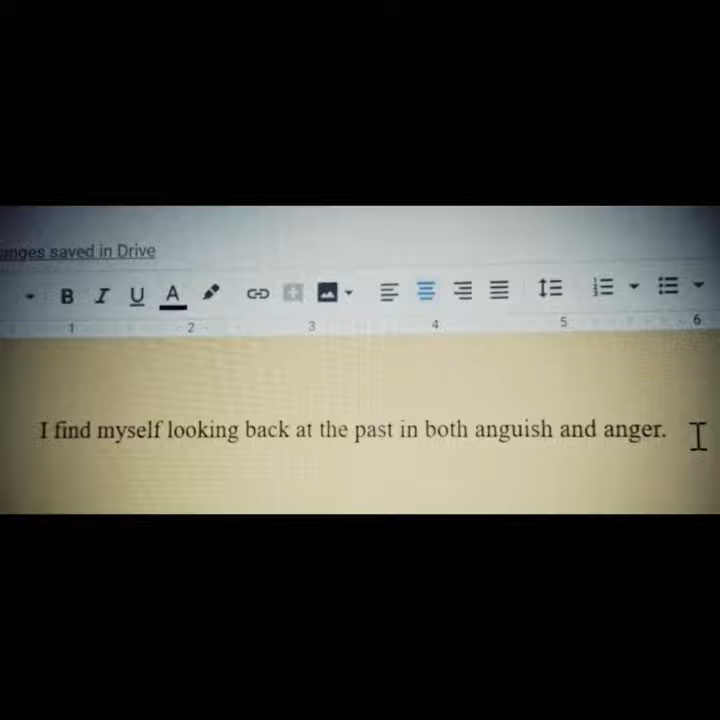 anges saved in Drive
B I U A
1 2 3 4 5 6
I find myself looking back at the past in both anguish and anger.